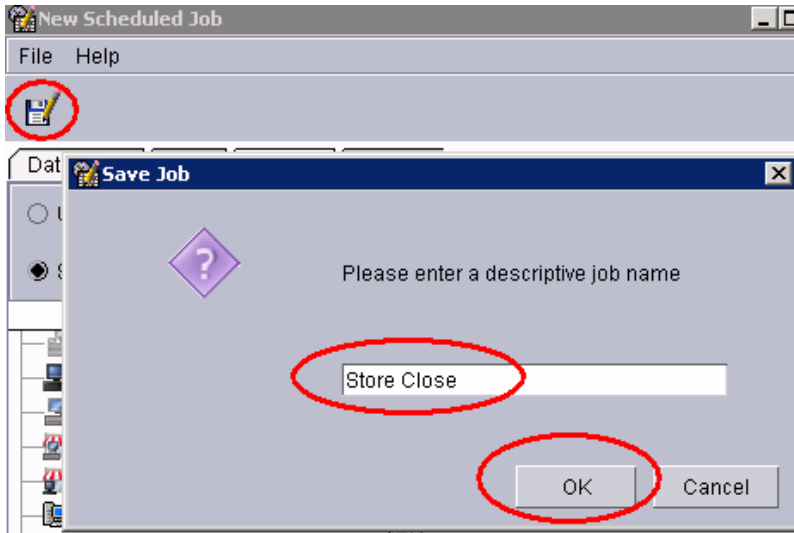 New Scheduled Job
File Help
Dat
Save Job
Please enter a descriptive job name
Store Close
OK Cancel